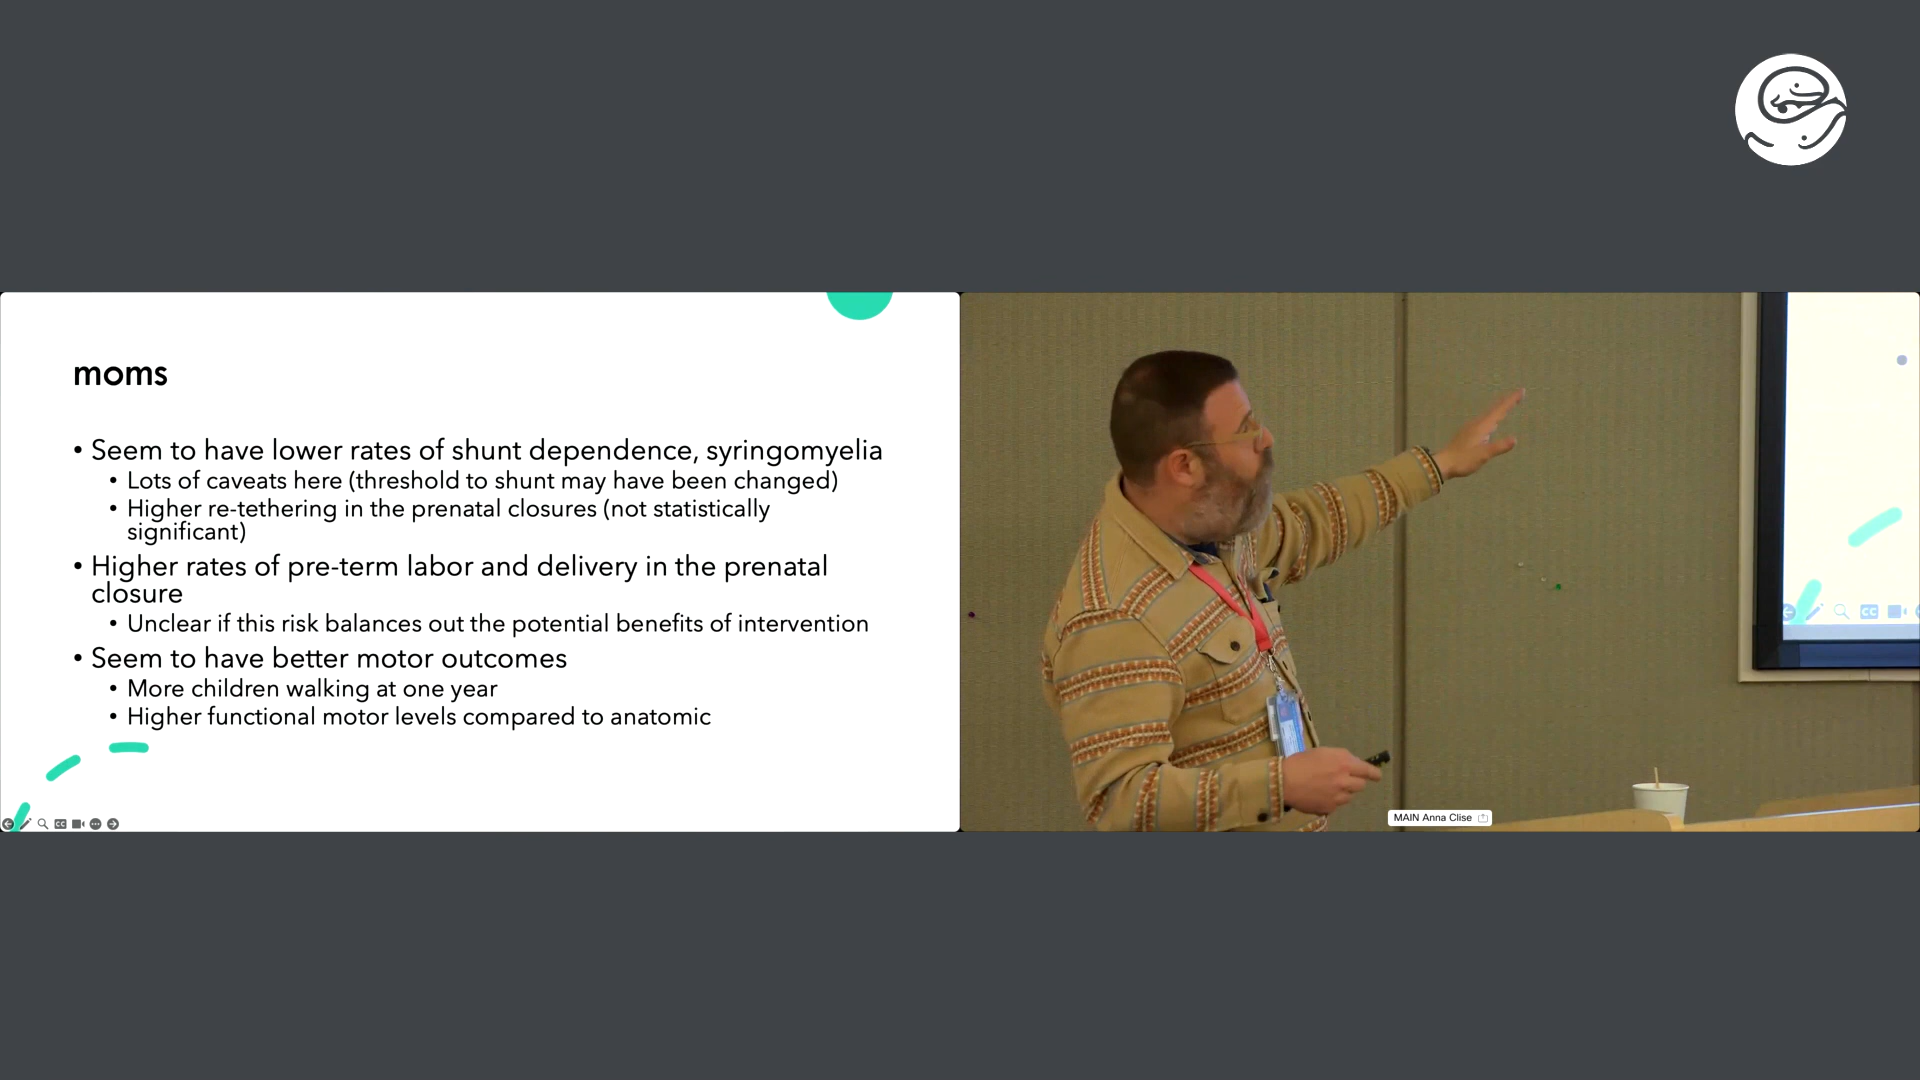 moms
• Seem to have lower rates of shunt dependence, syringomyelia
• Lots of caveats here (threshold to shunt may have been changed)
• Higher re-tethering in the prenatal closures (not statistically
significant)
• Higher rates of pre-term labor and delivery in the prenatal
closure
• Unclear if this risk balances out the potential benefits of intervention
• Seem to have better motor outcomes
• More children walking at one year
• Higher functional motor levels compared to anatomic
CC
CC
MAIN Anna Clise